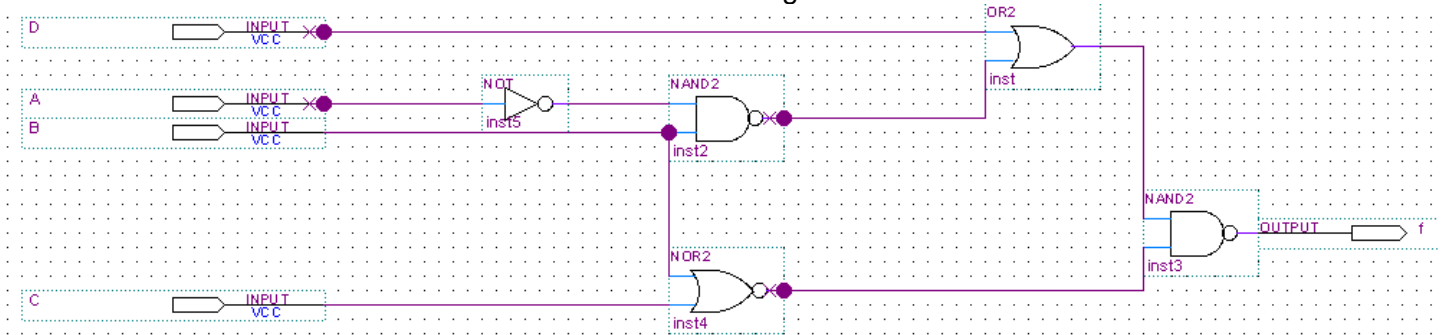 OR2
D
INPUT
VCC
inst
NOT
NAND2
A
INPUT
VCC
inst5
B
INPUT
VCC
inst2
NAND2
OUTPUT
f
inst3
NOR2
C
INPUT
VCC
inst4